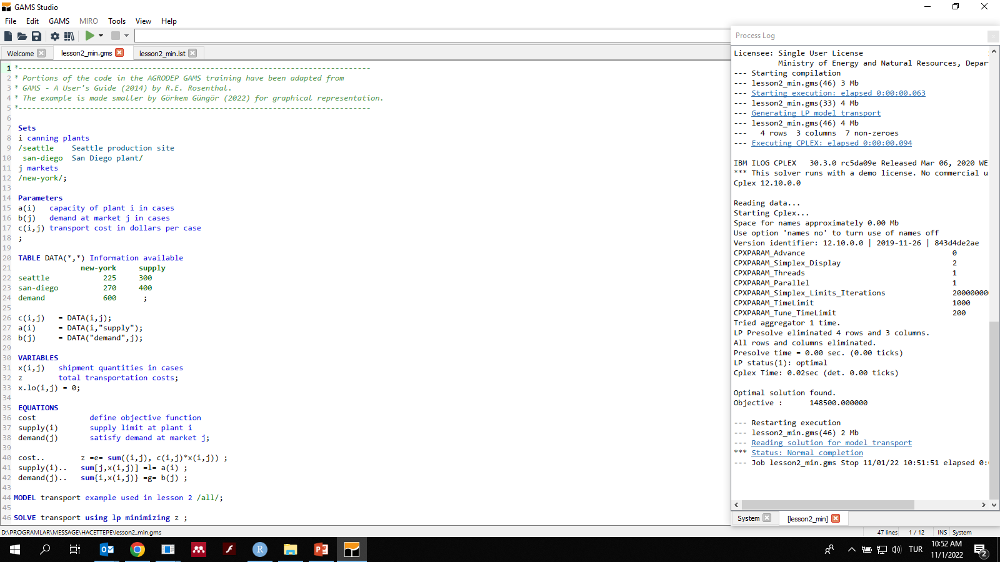 GAMS Studio
File Edit GAMS MIRO Tools View Help
Welcome lesson2_min.gms lesson2_min.lst
1 *-------------------------------------------------------------------------------
2 * Portions of the code in the AGRODEP GAMS training have been adapted from
3 * GAMS - A User's Guide (2014) by R.E. Rosenthal.
4 * The example is made smaller by Görkem Güngör (2022) for graphical representation.
5 *-------------------------------------------------------------------------------
6
7 Sets
8 i canning plants
9 /seattle    Seattle production site
10  san-diego  San Diego plant/
11 j markets
12 /new-york/;
13
14 Parameters
15 a(i)   capacity of plant i in cases
16 b(j)   demand at market j in cases
17 c(i,j) transport cost in dollars per case
18 ;
19
20 TABLE DATA(*,*) Information available
21               new-york     supply
22 seattle            225     300
23 san-diego          270     400
24 demand             600      ;
25
26 c(i,j)   = DATA(i,j);
27 a(i)     = DATA(i,"supply");
28 b(j)     = DATA("demand",j);
29
30 VARIABLES
31 x(i,j)   shipment quantities in cases
32 z        total transportation costs;
33 x.lo(i,j) = 0;
34
35 EQUATIONS
36 cost            define objective function
37 supply(i)       supply limit at plant i
38 demand(j)       satisfy demand at market j;
39
40 cost..        z =e= sum((i,j), c(i,j)*x(i,j)) ;
41 supply(i)..   sum[j,x(i,j)] =l= a(i) ;
42 demand(j)..   sum{i,x(i,j)} =g= b(j) ;
43
44 MODEL transport example used in lesson 2 /all/;
45
46 SOLVE transport using lp minimizing z ;
Process Log
Licensee: Single User License
Ministry of Energy and Natural Resources, Depar
--- Starting compilation
--- lesson2_min.gms(46) 3 Mb
--- Starting execution: elapsed 0:00:00.063
--- lesson2_min.gms(33) 4 Mb
--- Generating LP model transport
--- lesson2_min.gms(46) 4 Mb
---   4 rows  3 columns  7 non-zeroes
--- Executing CPLEX: elapsed 0:00:00.094
IBM ILOG CPLEX   30.3.0 rc5da09e Released Mar 06, 2020 WE
*** This solver runs with a demo license. No commercial u
Cplex 12.10.0.0
Reading data...
Starting Cplex...
Space for names approximately 0.00 Mb
Use option 'names no' to turn use of names off
Version identifier: 12.10.0.0 | 2019-11-26 | 843d4de2ae
CPXPARAM_Advance 0
CPXPARAM_Simplex_Display 2
CPXPARAM_Threads 1
CPXPARAM_Parallel 1
CPXPARAM_Simplex_Limits_Iterations 20000000
CPXPARAM_TimeLimit 1000
CPXPARAM_Tune_TimeLimit 200
Tried aggregator 1 time.
LP Presolve eliminated 4 rows and 3 columns.
All rows and columns eliminated.
Presolve time = 0.00 sec. (0.00 ticks)
LP status(1): optimal
Cplex Time: 0.02sec (det. 0.00 ticks)
Optimal solution found.
Objective :      148500.000000
--- Restarting execution
--- lesson2_min.gms(46) 2 Mb
--- Reading solution for model transport
*** Status: Normal completion
--- Job lesson2_min.gms Stop 11/01/22 10:51:51 elapsed 0:
System [lesson2_min]
D:\PROGRAMLAR\MESSAGE\HACETTEPE\lesson2_min.gms 47 lines 1 / 12 INS System
TUR 10:52 AM
11/1/2022
2